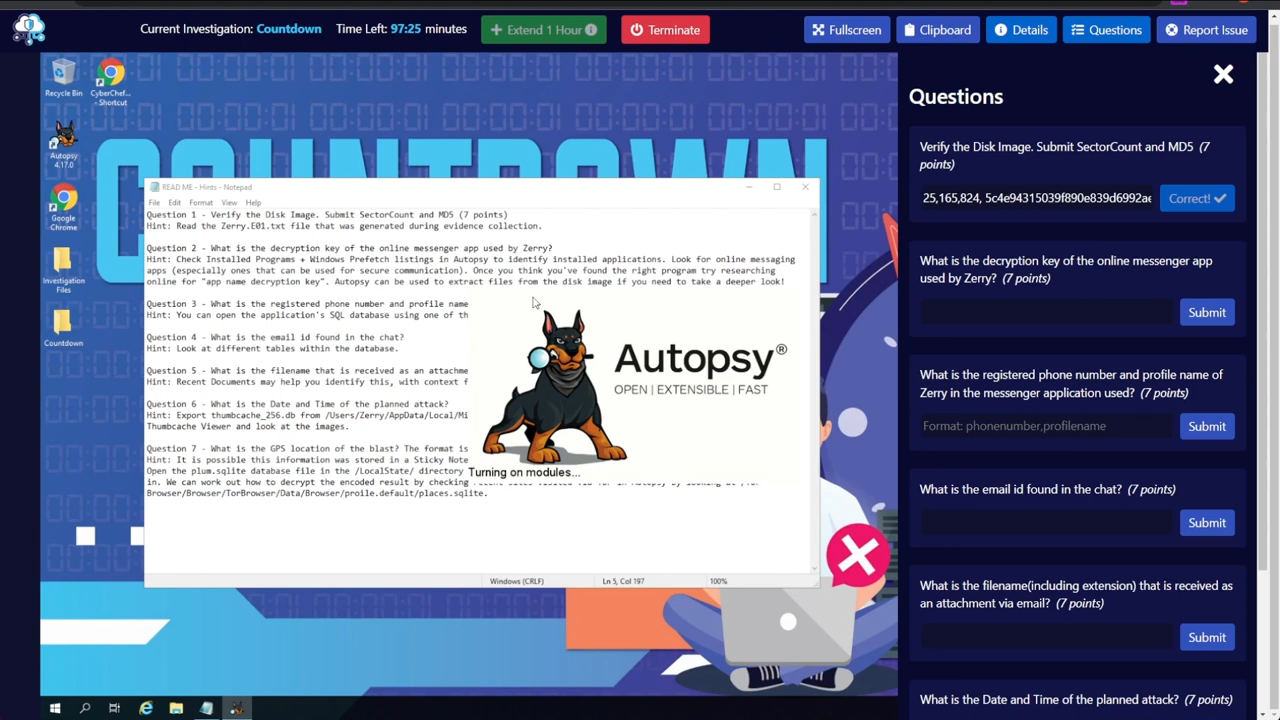 Current Investigation: Countdown
Time Left: 97:25 minutes
Extend 1 Hour
Terminate
Fullscreen
Clipboard
Details
Questions
Report Issue
Recycle Bin
CyberChef... - Shortcut
Autopsy 4.17.0
Google Chrome
Investigation Files
Countdown
COUNTDOWN
READ ME - Hints - Notepad
File Edit Format View Help
Question 1 - Verify the Disk Image. Submit SectorCount and MD5 (7 points)
Hint: Read the Zerry.E01.txt file that was generated during evidence collection.
Question 2 - What is the decryption key of the online messenger app used by Zerry?
Hint: Check Installed Programs + Windows Prefetch listings in Autopsy to identify installed applications. Look for online messaging
apps (especially ones that can be used for secure communication). Once you think you've found the right program try researching
online for "app name decryption key". Autopsy can be used to extract files from the disk image if you need to take a deeper look!
Question 3 - What is the registered phone number and profile name
Hint: You can open the application's SQL database using one of th
Question 4 - What is the email id found in the chat?
Hint: Look at different tables within the database.
Question 5 - What is the filename that is received as an attachme
Hint: Recent Documents may help you identify this, with context f
Question 6 - What is the Date and Time of the planned attack?
Hint: Export thumbcache_256.db from /Users/Zerry/AppData/Local/Mi
Thumbcache Viewer and look at the images.
Question 7 - What is the GPS location of the blast? The format is
Hint: It is possible this information was stored in a Sticky Note
Open the plum.sqlite database file in the /LocalState/ directory
in. We can work out how to decrypt the encoded result by checking
Browser/Browser/TorBrowser/Data/Browser/proile.default/places.sqlite.
Autopsy®
OPEN | EXTENSIBLE | FAST
Turning on modules...
Windows (CRLF)
Ln 5, Col 197
100%
Questions
Verify the Disk Image. Submit SectorCount and MD5 (7
points)
25,165,824, 5c4e94315039f890e839d6992ae
Correct!
What is the decryption key of the online messenger app
used by Zerry? (7 points)
Submit
What is the registered phone number and profile name of
Zerry in the messenger application used? (7 points)
Format: phonenumber,profilename
Submit
What is the email id found in the chat? (7 points)
Submit
What is the filename(including extension) that is received as
an attachment via email? (7 points)
Submit
What is the Date and Time of the planned attack? (7 points)